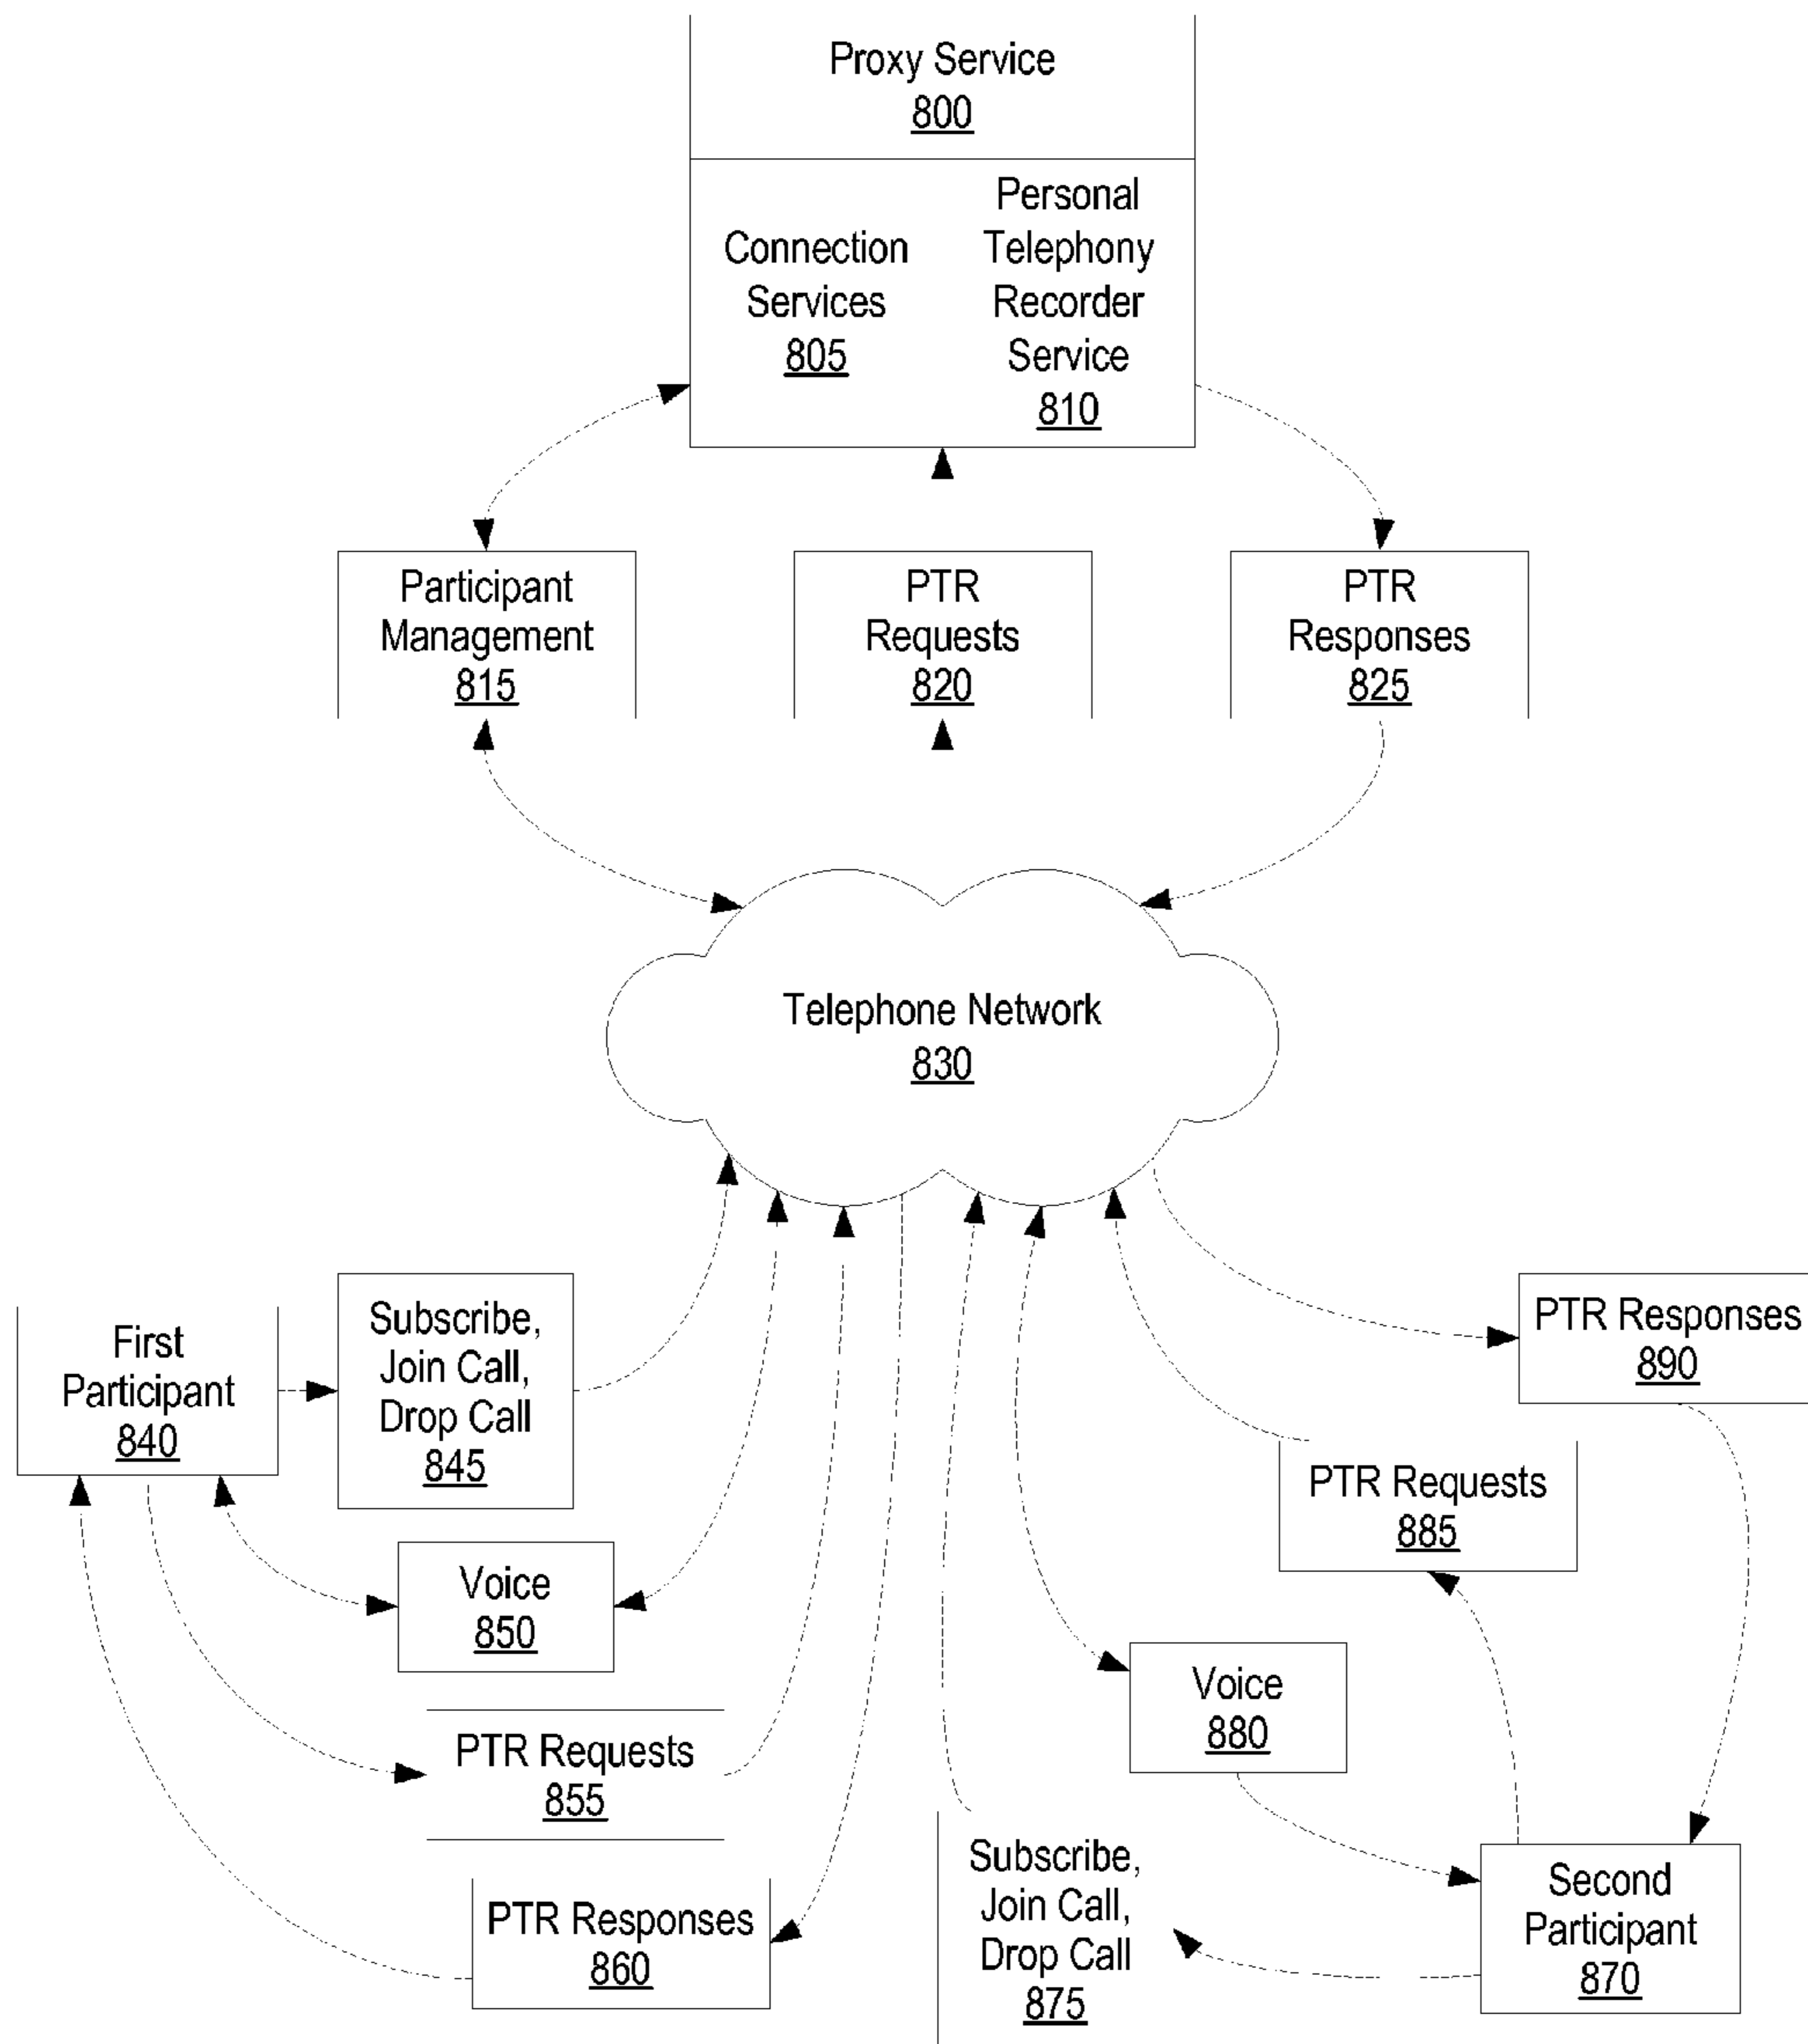 Proxy Service
800
Connection
Services
805
Personal
Telephony
Recorder
Service
810
Participant
Management
815
PTR
Requests
820
PTR
Responses
825
Telephone Network
830
First
Participant
840
Subscribe,
Join Call,
Drop Call
845
Voice
850
PTR Requests
855
PTR Responses
860
PTR Responses
890
PTR Requests
885
Voice
880
Subscribe,
Join Call,
Drop Call
875
Second
Participant
870